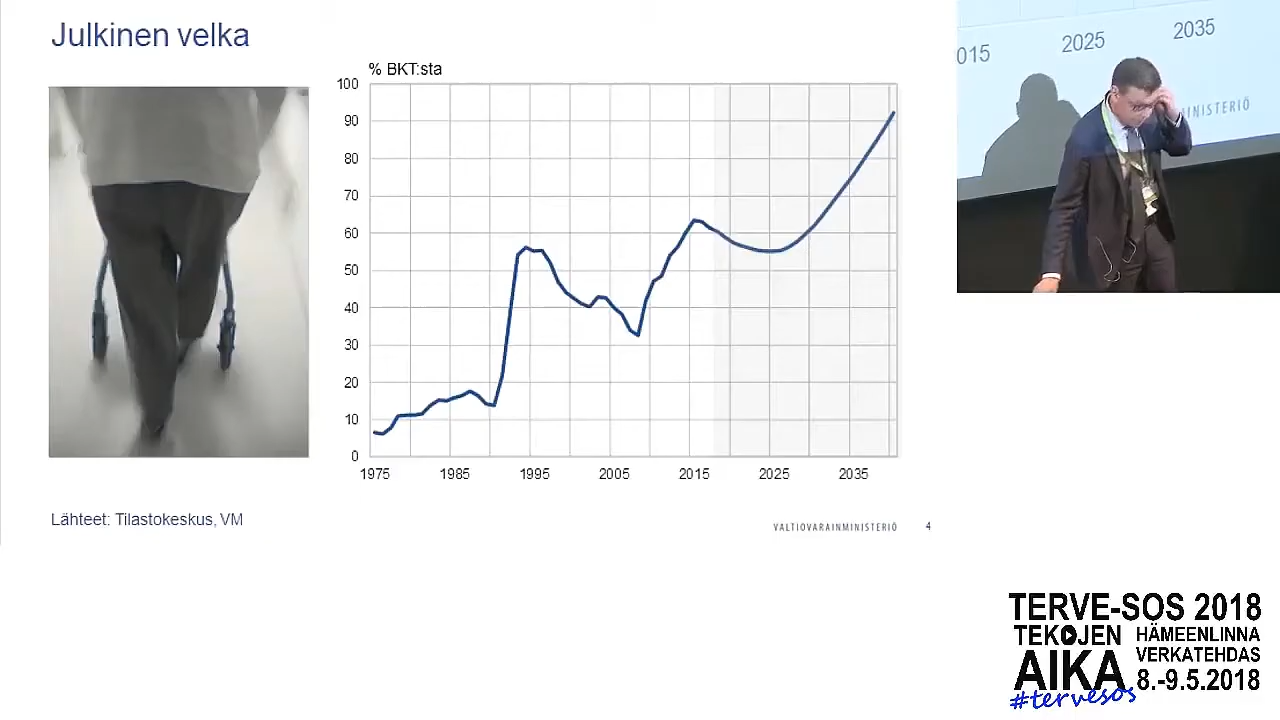 Julkinen velka
% BKT:sta
100
90
80
70
60
50
40
30
20
10
0
1975 1985 1995 2005 2015 2025 2035
Lähteet: Tilastokeskus, VM
VALTIOVARAINMINISTERIÖ 4
015 2025 2035
MINISTERIÖ
TERVE-SOS 2018
TEKOJEN
AIKA
HÄMEENLINNA
VERKATEHDAS
8.-9.5.2018
#tervesos